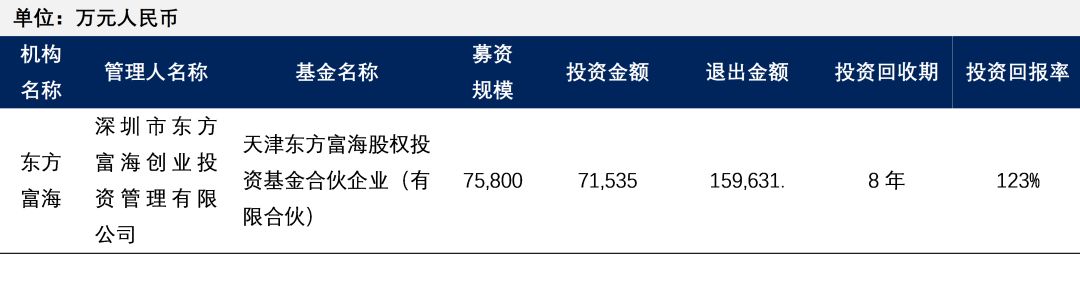 单位：万元人民币
机构
名称
管理人名称
基金名称
募资
规模
投资金额
退出金额
投资回收期
投资回报率
东方
富海
深圳市东方
富海创业投
资管理有限
公司
天津东方富海股权投
资基金合伙企业（有
限合伙）
75,800
71,535
159,631.
8 年
123%